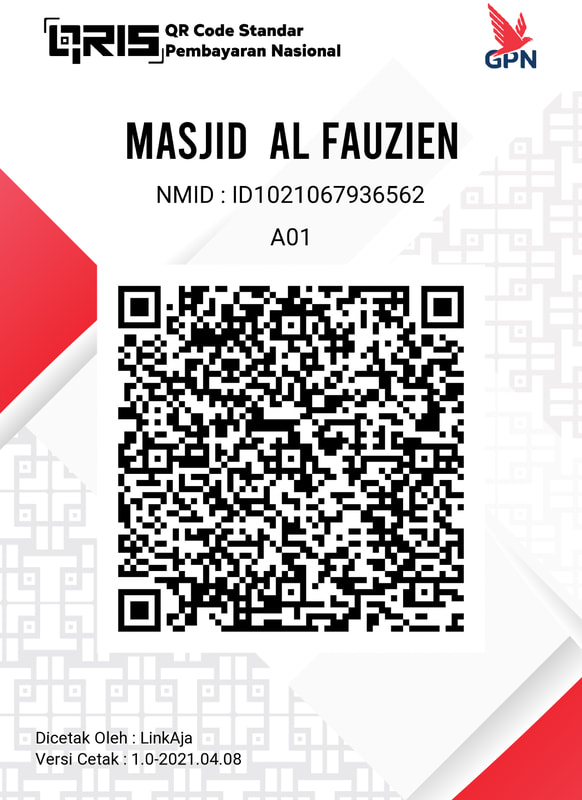 QRIS QR Code Standar
Pembayaran Nasional
GPN
MASJID AL FAUZIEN
NMID : ID1021067936562
A01
Dicetak Oleh : LinkAja
Versi Cetak : 1.0-2021.04.08